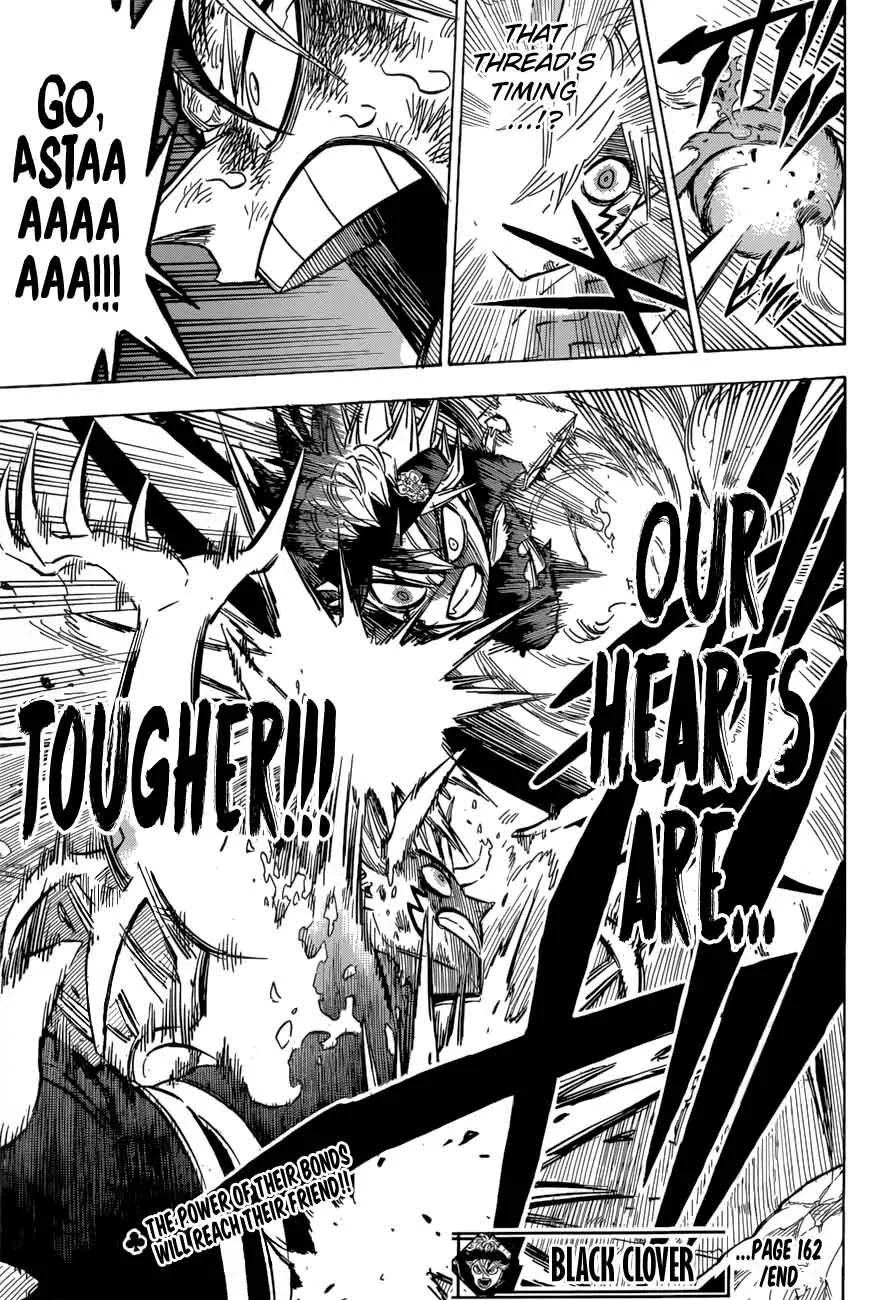 THAT
THREAD'S
TIMING
...!?
GO,
ASTAA
AAAA
AAA!!!
OUR
HEARTS
ARE...
TOUGHER!!!
♣ THE POWER OF THEIR BONDS
WILL REACH THEIR FRIEND!!
BLACK CLOVER
...PAGE 162
/END